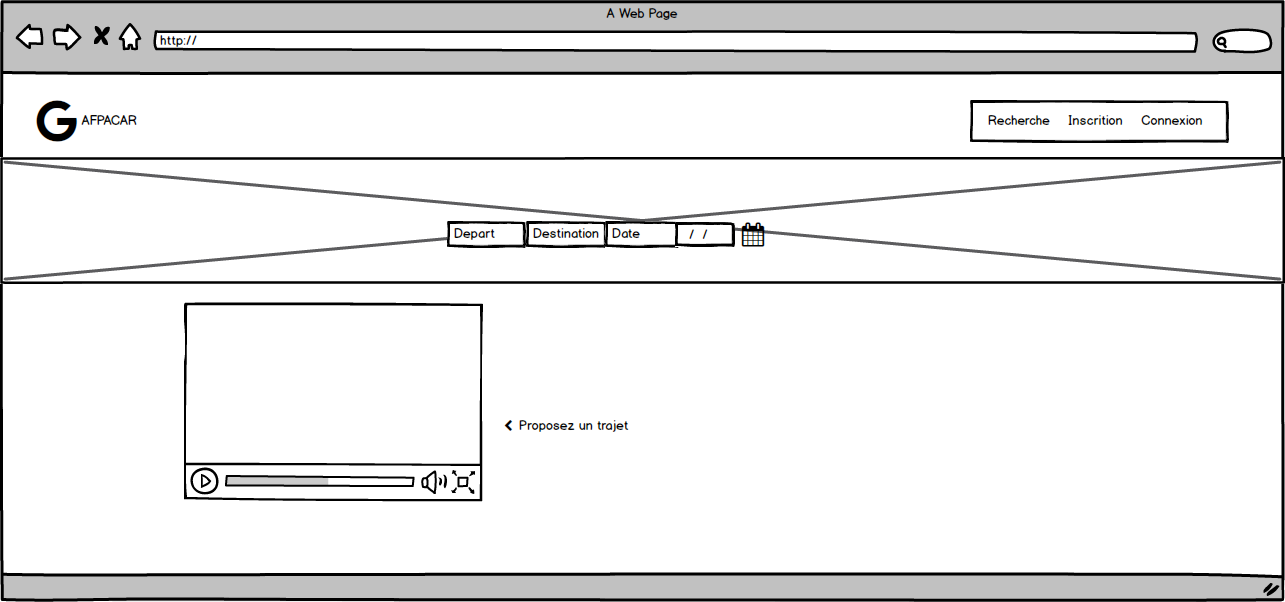 A Web Page
http://
G AFPACAR
Recherche Inscrition Connexion
Depart Destination Date / /
Proposez un trajet